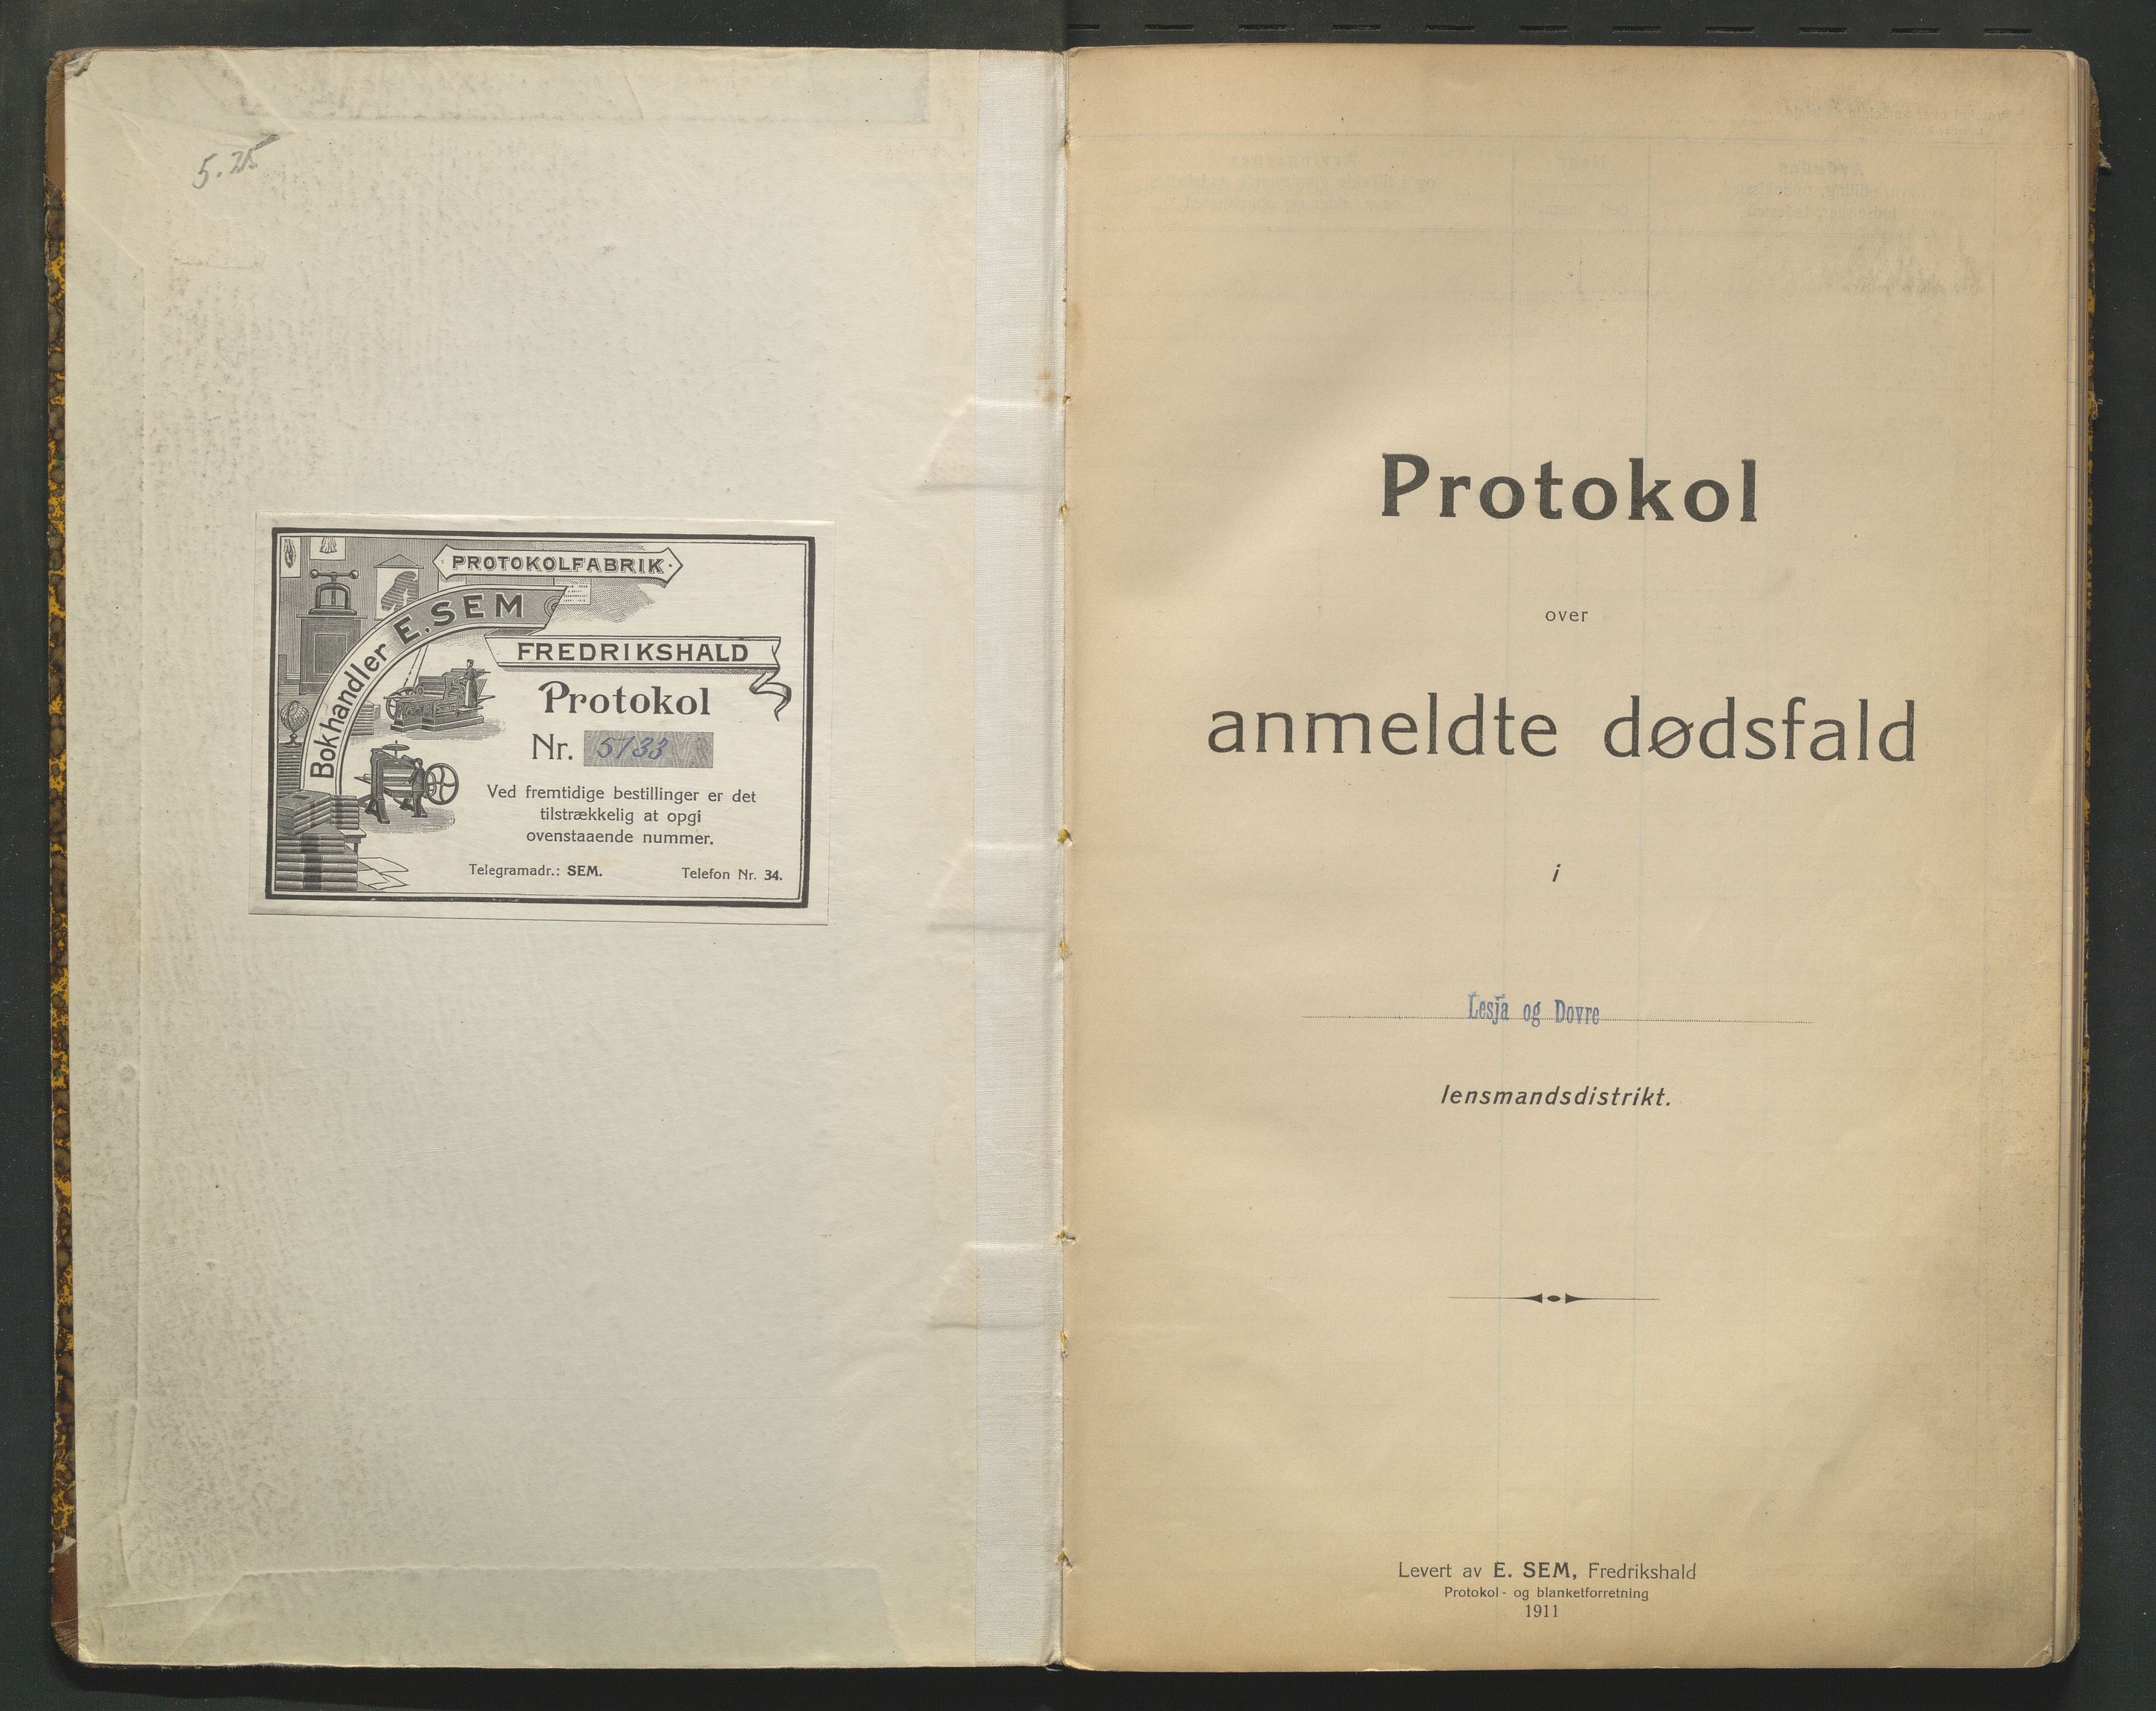 5.25
PROTOKOLFABRIK
Bokhandler E. SEM
FREDRIKSHALD
Protokol
Nr. 5133
Ved fremtidige bestillinger er det
tilstrækkelig at opgi
ovenstaaende nummer.
Telegramadr.: SEM. Telefon Nr. 34.
Protokol
over
anmeldte dødsfald
i
Lesja og Dovre
lensmandsdistrikt.
Levert av E. SEM, Fredrikshald
Protokol- og blanketforretning
1911